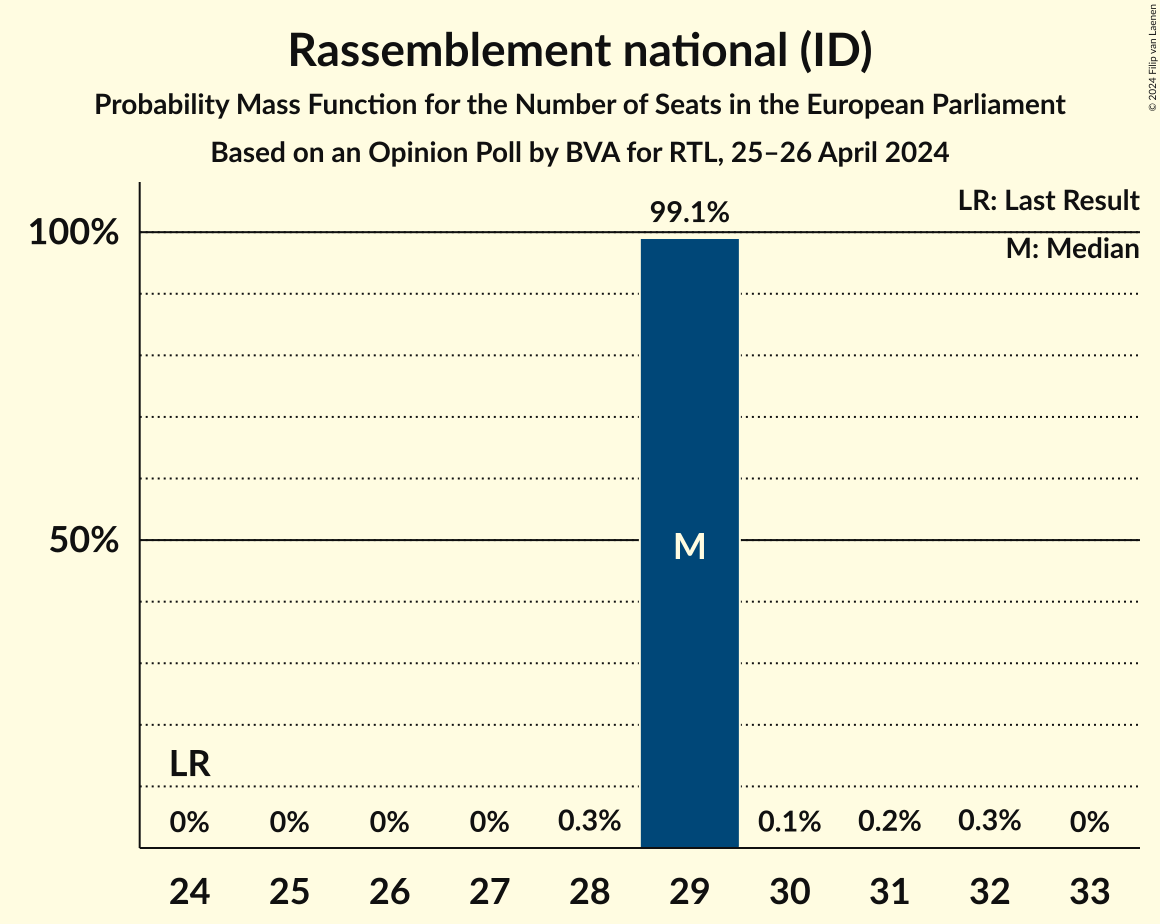 Rassemblement national (ID)
Probability Mass Function for the Number of Seats in the European Parliament
Based on an Opinion Poll by BVA for RTL, 25–26 April 2024
© 2024 Filip van Laenen
LR: Last Result
M: Median
99.1%
100%
50%
M
LR
0% 0% 0% 0% 0.3% 0.1% 0.2% 0.3% 0%
24 25 26 27 28 29 30 31 32 33